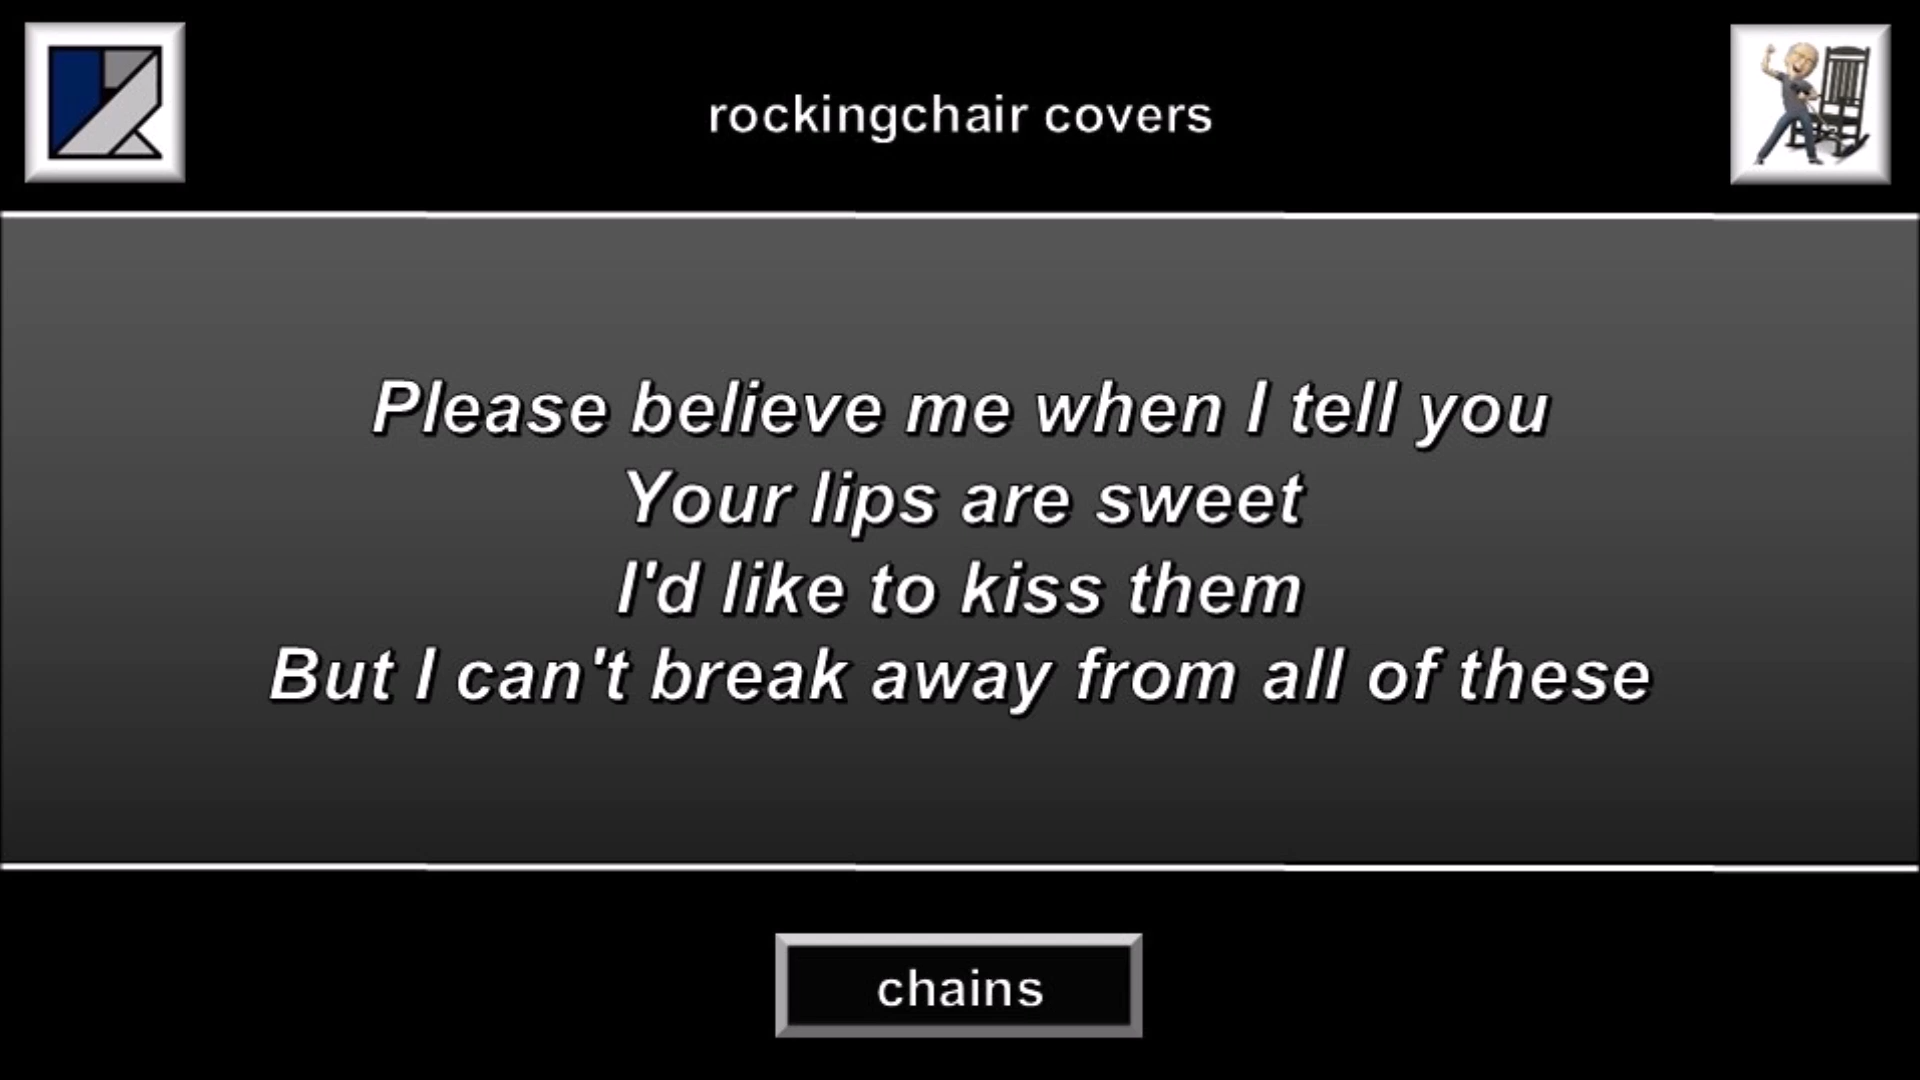 rockingchair covers
Please believe me when I tell you
Your lips are sweet
I'd like to kiss them
But I can't break away from all of these
chains